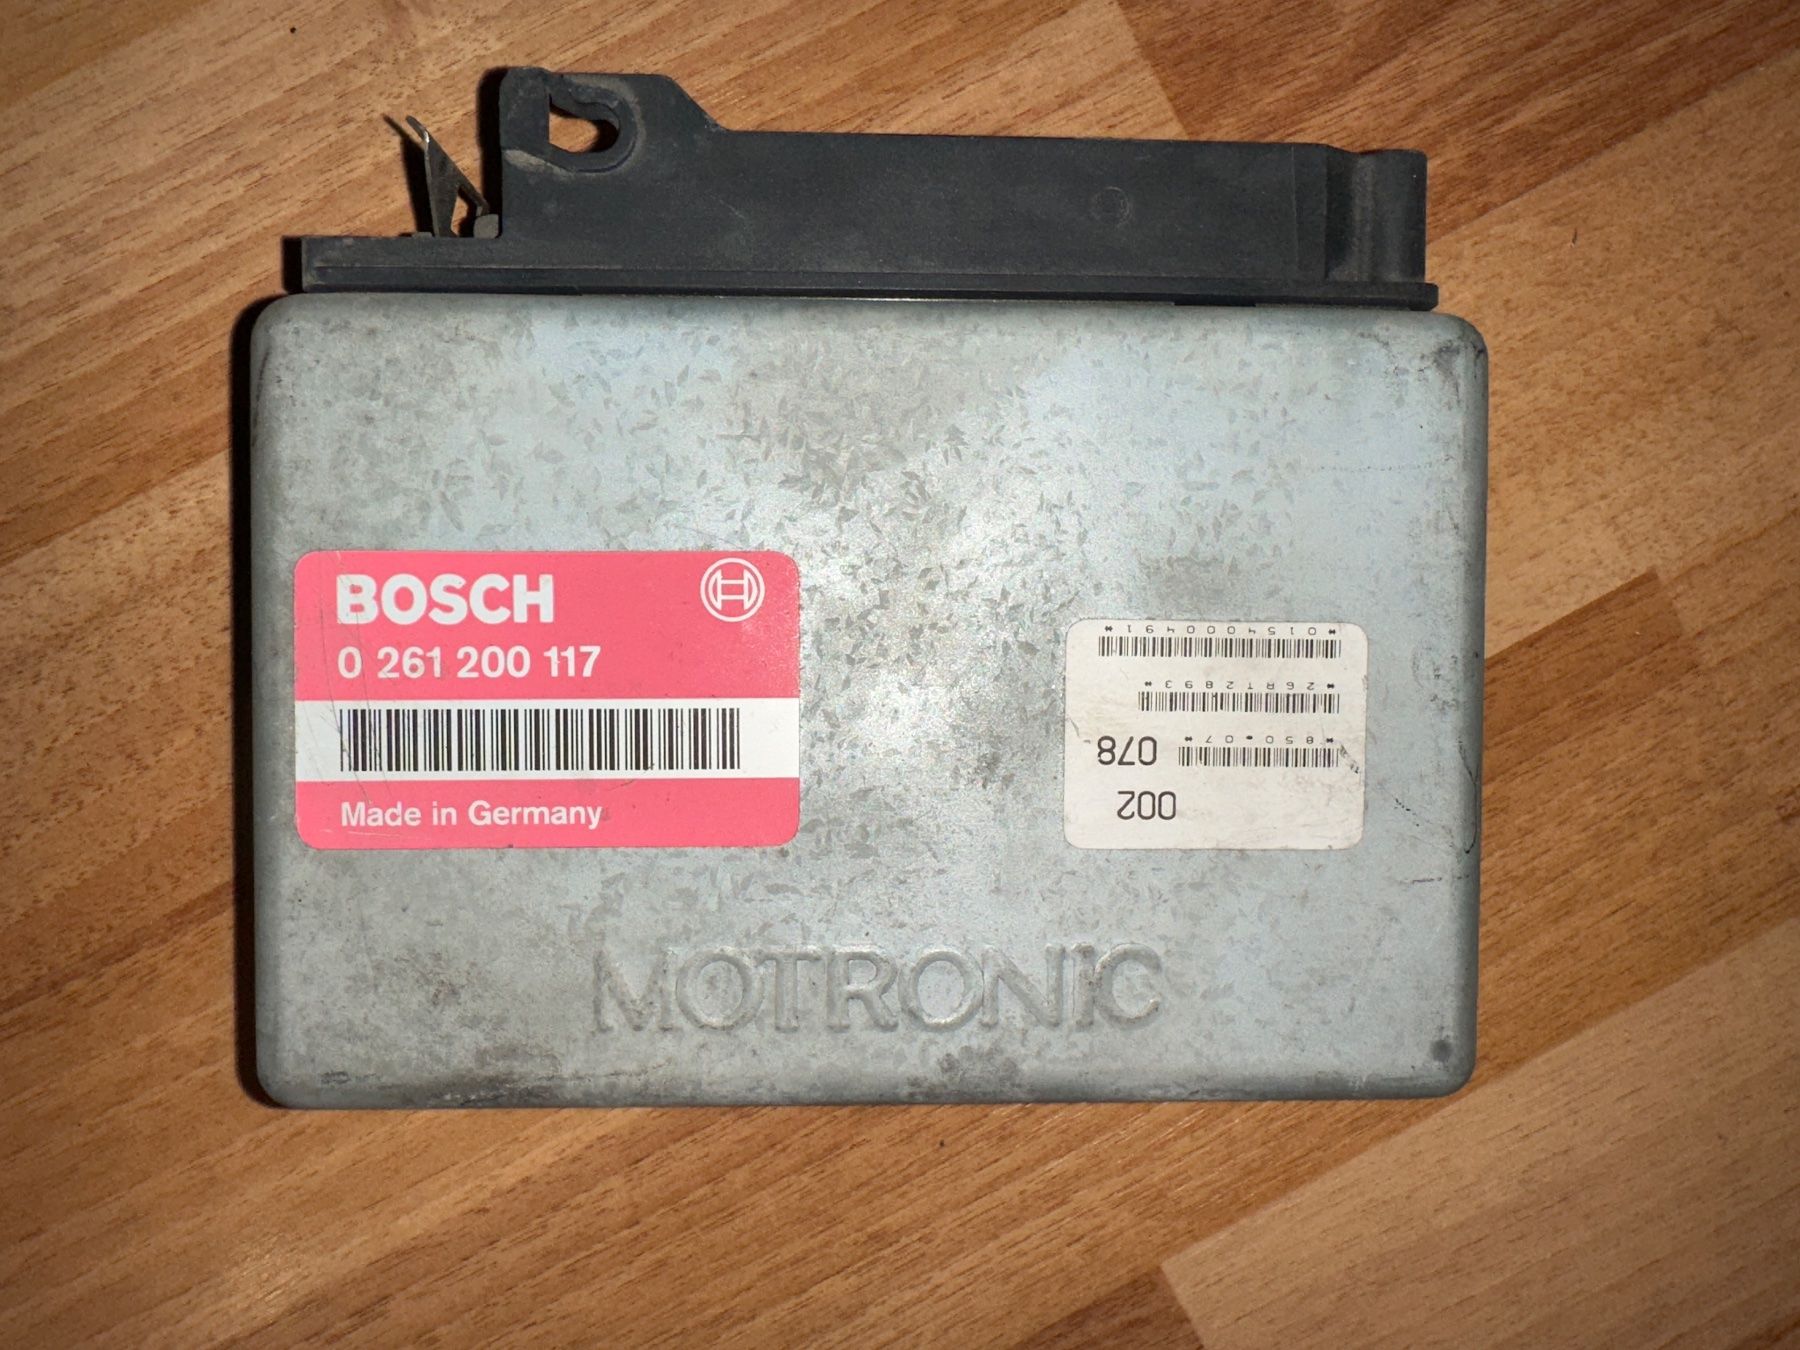 BOSCH
0 261 200 117
Made in Germany
*0154000491*
*26RT2893*
*850.07*
078
002
MOTRONIC